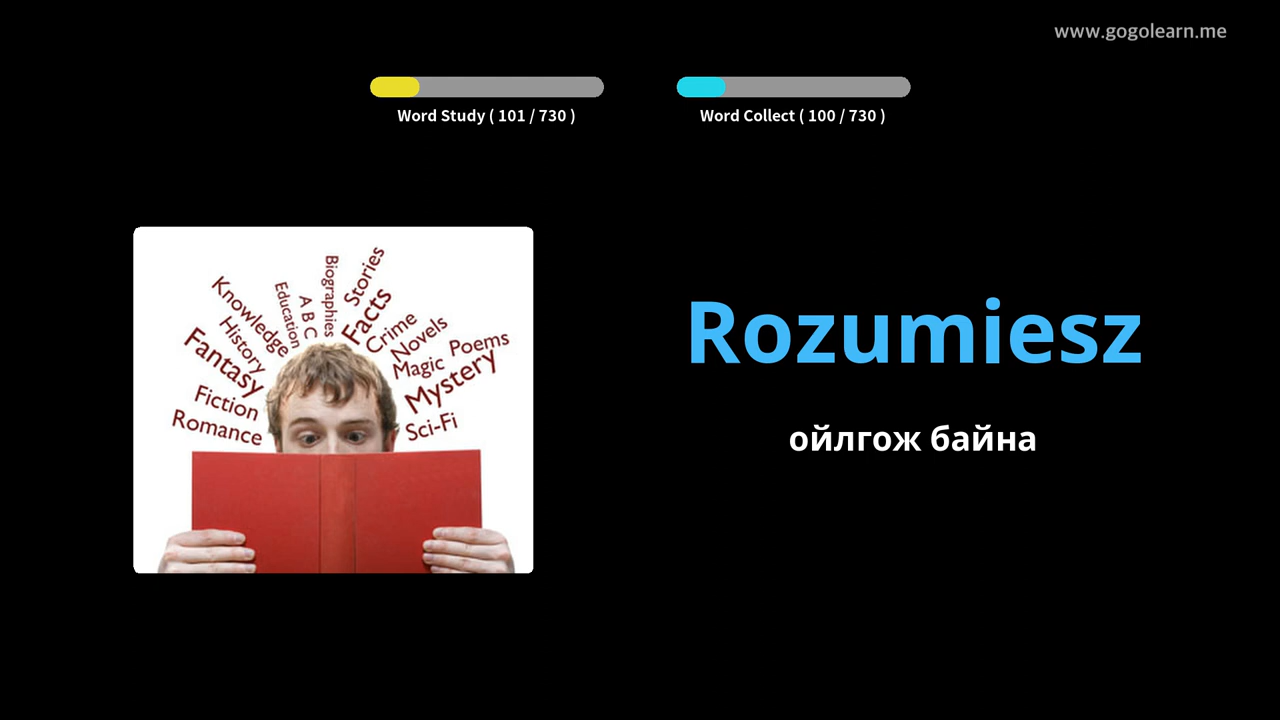 www.gogolearn.me
Word Study ( 101 / 730 )
Word Collect ( 100 / 730 )
Rozumiesz
ойлгож байна
Biographies
Stories
Knowledge
Education
A B C
Facts
History
Crime
Novels
Fantasy
Magic
Poems
Mystery
Fiction
Romance
Sci-Fi